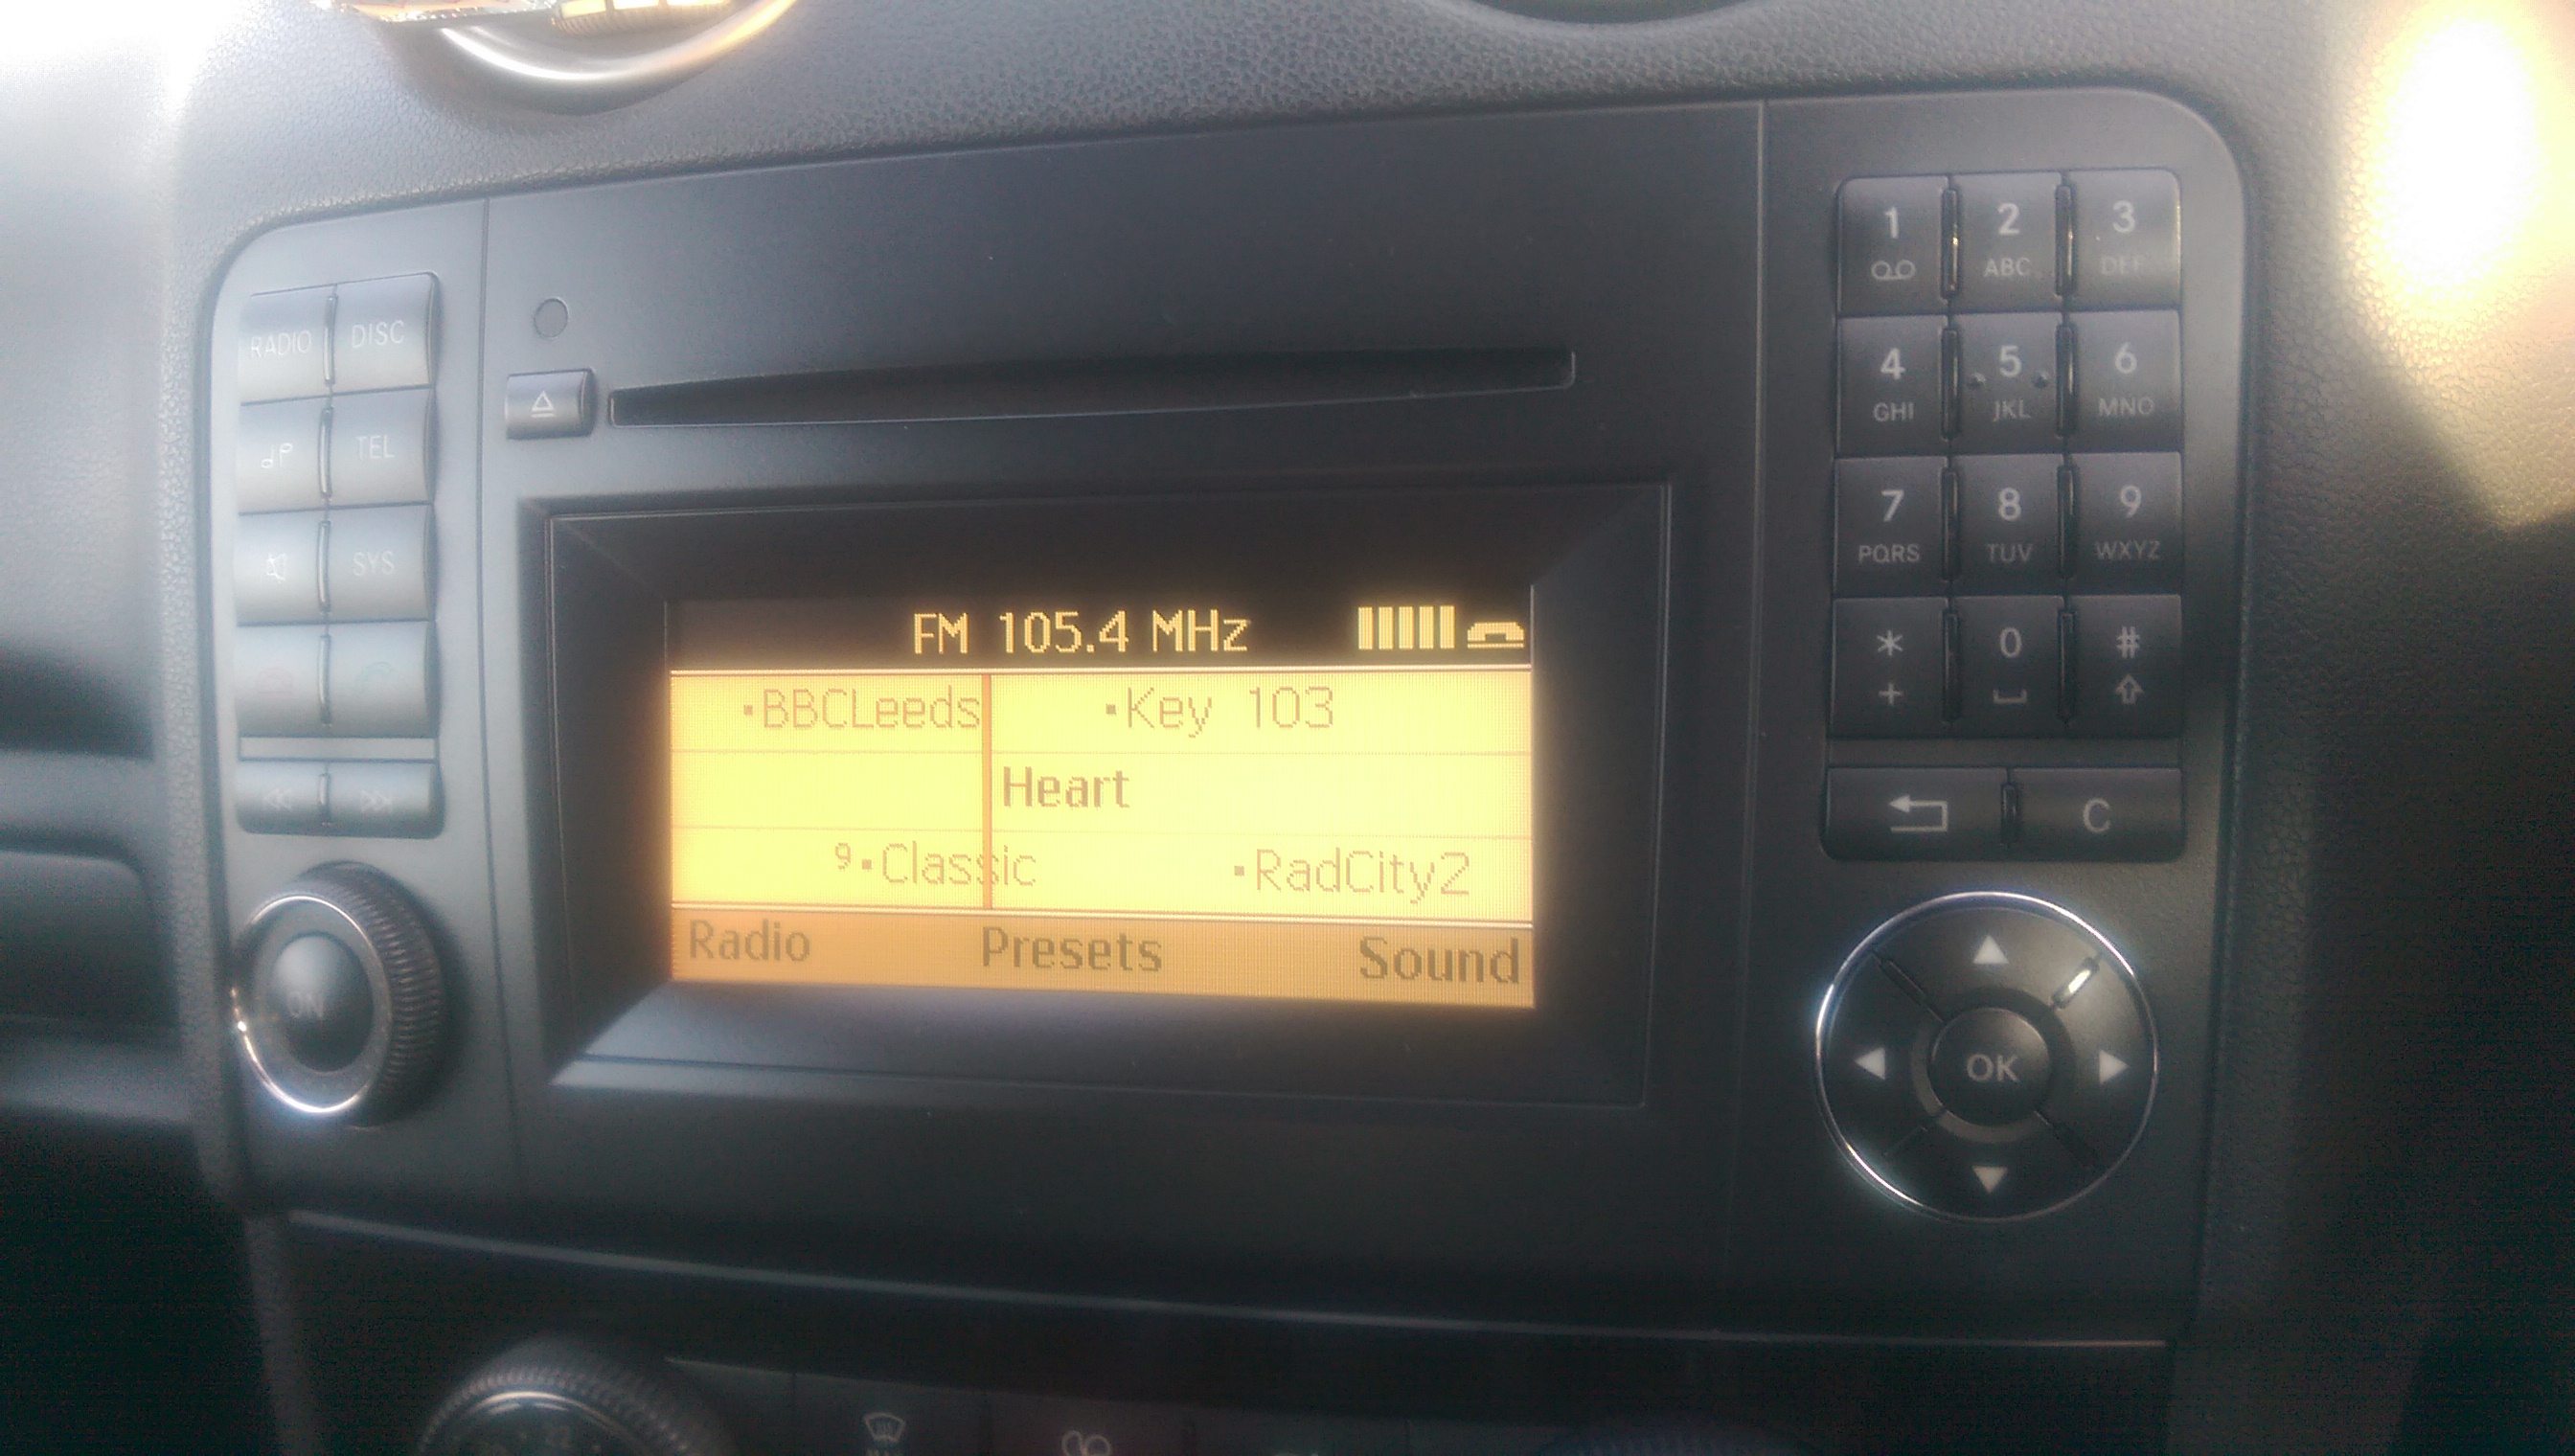 RADIO DISC
TEL
SYS
ON
FM 105.4 MHz
BBCLeeds Key 103
Heart
9 Classic RadCity2
Radio Presets Sound
1 2 3
ABC DEF
4 5 6
GHI JKL MNO
7 8 9
PQRS TUV WXYZ
* 0 #
+
C
OK